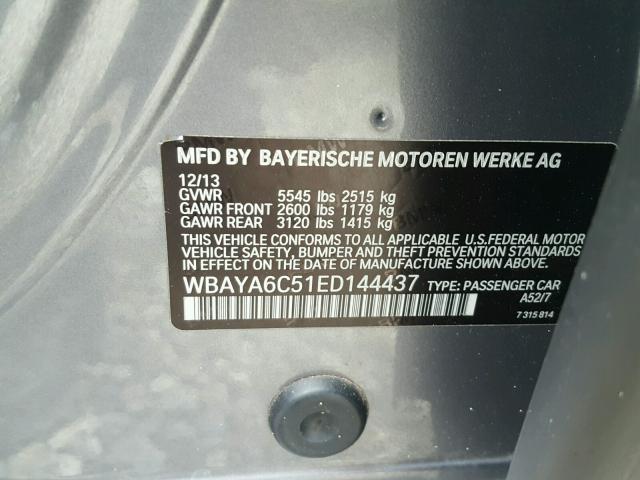 MFD BY BAYERISCHE MOTOREN WERKE AG
12/13
GVWR 5545 lbs 2515 kg
GAWR FRONT 2600 lbs 1179 kg
GAWR REAR 3120 lbs 1415 kg
THIS VEHICLE CONFORMS TO ALL APPLICABLE U.S.FEDERAL MOTOR
VEHICLE SAFETY, BUMPER AND THEFT PREVENTION STANDARDS
IN EFFECT ON THE DATE OF MANUFACTURE SHOWN ABOVE.
WBAYA6C51ED144437 TYPE: PASSENGER CAR
A52/7
7 315 814